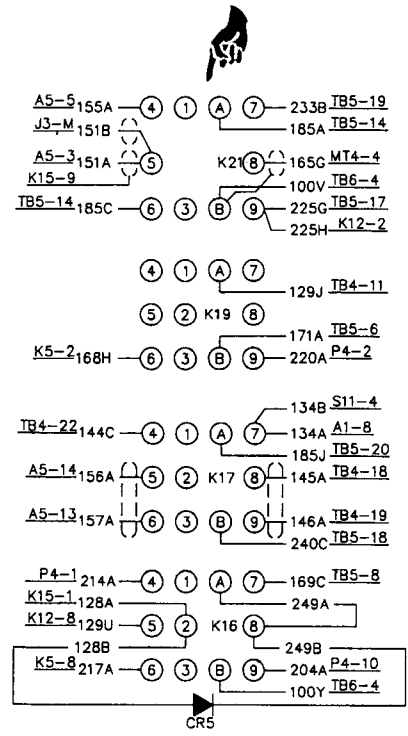 A5-5 155A 4 1 A 7 233B TB5-19
J3-M 151B 185A TB5-14
A5-3 151A 5 K21 8 165G MT4-4
K15-9 100V TB6-4
TB5-14 185C 6 3 B 9 225G TB5-17
225H K12-2
4 1 A 7
129J TB4-11
5 2 K19 8
171A TB5-6
K5-2 168H 6 3 B 9 220A P4-2
134B S11-4
TB4-22 144C 4 1 A 7 134A A1-8
185J TB5-20
A5-14 156A 5 2 K17 8 145A TB4-18
A5-13 157A 6 3 B 9 146A TB4-19
240C TB5-18
P4-1 214A 4 1 A 7 169C TB5-8
K15-1 128A 249A
K12-8 129U 5 2 K16 8
128B 249B
K5-8 217A 6 3 B 9 204A P4-10
100Y TB6-4
CR5